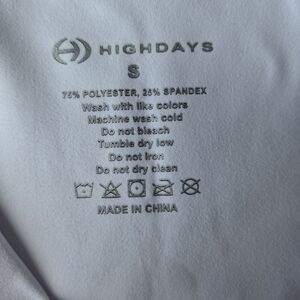 HIGHDAYS
S
75% POLYESTER, 25% SPANDEX
Wash with like colors
Machine wash cold
Do not bleach
Tumble dry low
Do not iron
Do not dry clean
MADE IN CHINA